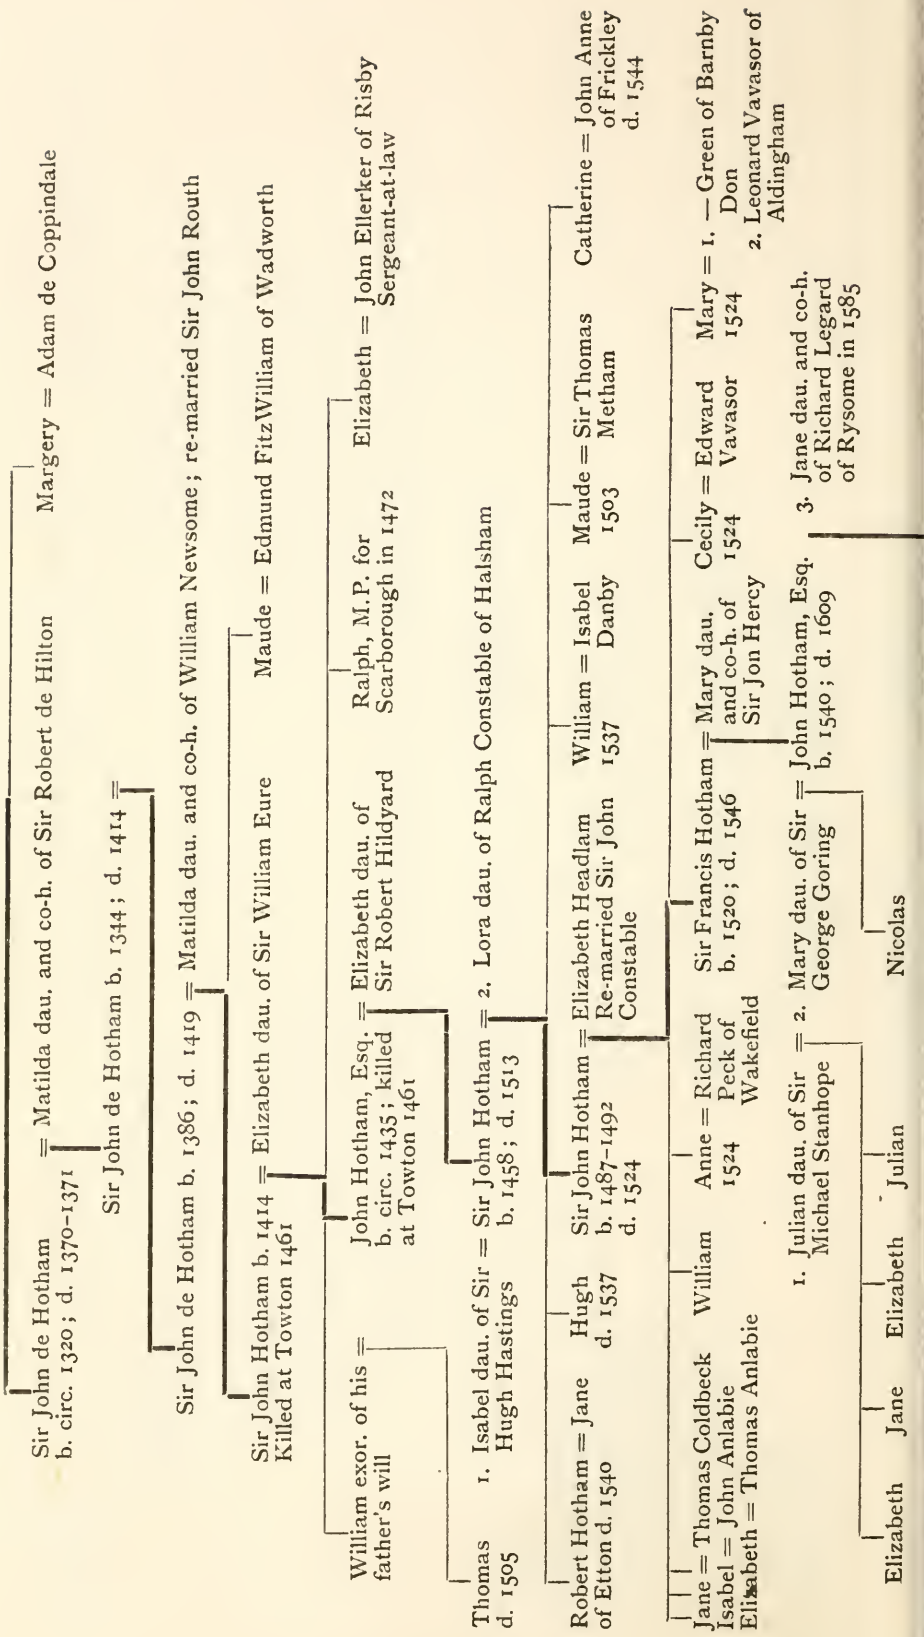 Sir John de Hotham = Matilda dau. and co-h. of Sir Robert de Hilton
b. circ. 1320; d. 1370–1371
Margery = Adam de Coppindale
Sir John de Hotham b. 1344; d. 1414 =
Sir John de Hotham b. 1386; d. 1419 = Matilda dau. and co-h. of William Newsome; re-married Sir John Routh
Sir John Hotham b. 1414 = Elizabeth dau. of Sir William Eure
Killed at Towton 1461
Maude = Edmund FitzWilliam of Wadworth
William exor. of his =
father's will
John Hotham, Esq. = Elizabeth dau. of
b. circ. 1435; killed Sir Robert Hildyard
at Towton 1461
Ralph, M.P. for
Scarborough in 1472
Elizabeth = John Ellerker of Risby
Sergeant-at-law
Thomas
d. 1505
1. Isabel dau. of Sir = Sir John Hotham = 2. Lora dau. of Ralph Constable of Halsham
Hugh Hastings b. 1458; d. 1513
Robert Hotham = Jane
of Etton d. 1540
Hugh
d. 1537
Sir John Hotham = Elizabeth Headlam
b. 1487–1492 Re-married Sir John
d. 1524 Constable
William = Isabel
1537 Danby
Maude = Sir Thomas
1503 Metham
Catherine = John Anne
of Frickley
d. 1544
Jane = Thomas Coldbeck
Isabel = John Anlabie
Elizabeth = Thomas Anlabie
William
Anne = Richard
1524 Peck of
Wakefield
Sir Francis Hotham = Mary dau.
b. 1520; d. 1546 and co-h. of
Sir Jon Hercy
Cecily = Edward
1524 Vavasor
Mary = 1. — Green of Barnby
1524 Don
2. Leonard Vavasor of
Aldingham
1. Julian dau. of Sir = 2. Mary dau. of Sir = John Hotham, Esq.
Michael Stanhope George Goring b. 1540; d. 1609
3. Jane dau. and co-h.
of Richard Legard
of Rysome in 1585
Elizabeth Jane Elizabeth Julian Nicolas